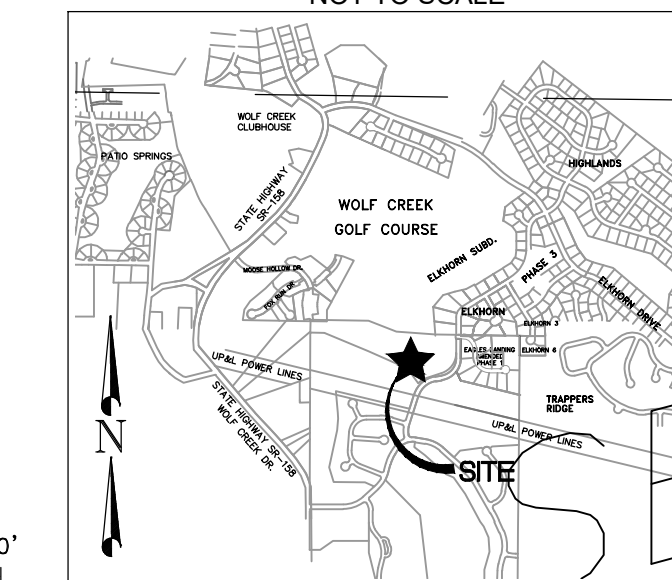 NOT TO SCALE
WOLF CREEK
CLUBHOUSE
PATIO SPRINGS
STATE HIGHWAY
SR-158
HIGHLANDS
WOLF CREEK
GOLF COURSE
ELKHORN SUBD.
PHASE 3
MOOSE HOLLOW DR.
FOX RUN DR.
ELKHORN DRIVE
ELKHORN
ELKHORN 3
EAGLES LANDING
AMENDED
PHASE 1
ELKHORN 6
UP&L POWER LINES
STATE HIGHWAY SR-158
WOLF CREEK DR.
TRAPPERS
RIDGE
UP&L POWER LINES
N
SITE
0'